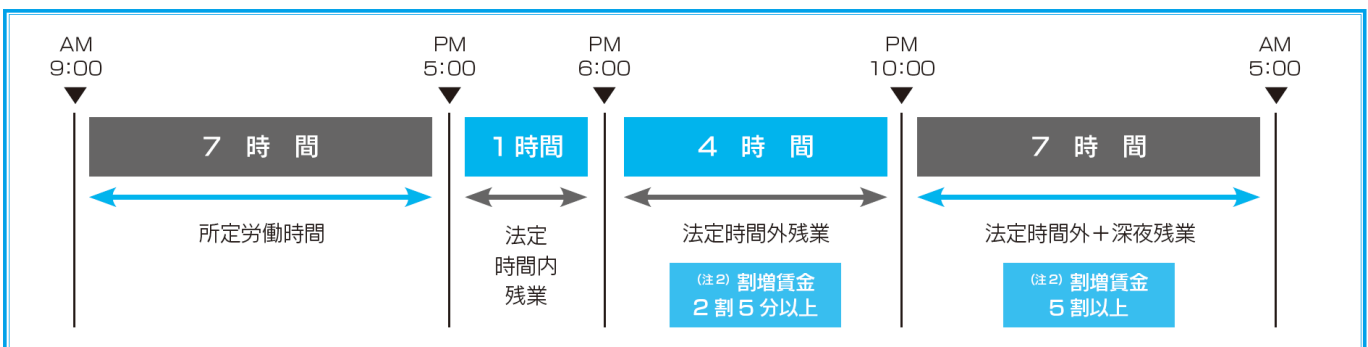 AM
9:00
PM
5:00
PM
6:00
PM
10:00
AM
5:00
7 時 間
1 時間
4 時 間
7 時 間
所定労働時間
法定
時間内
残業
法定時間外残業
(注2) 割増賃金
2 割 5 分以上
法定時間外＋深夜残業
(注2) 割増賃金
5 割以上